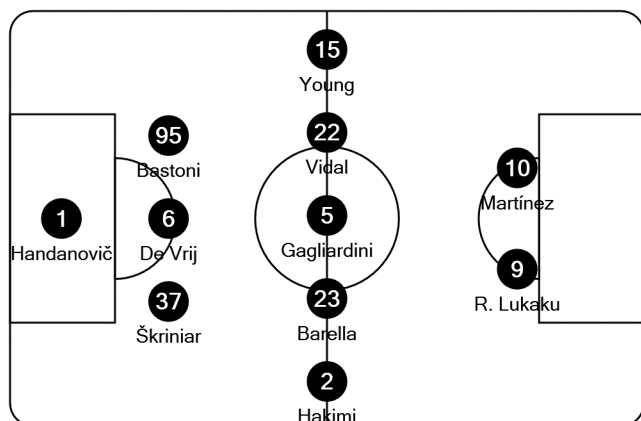 15
Young
95
Bastoni
22
Vidal
10
Martínez
1
Handanovič
6
De Vrij
5
Gagliardini
9
R. Lukaku
37
Škriniar
23
Barella
2
Hakimi